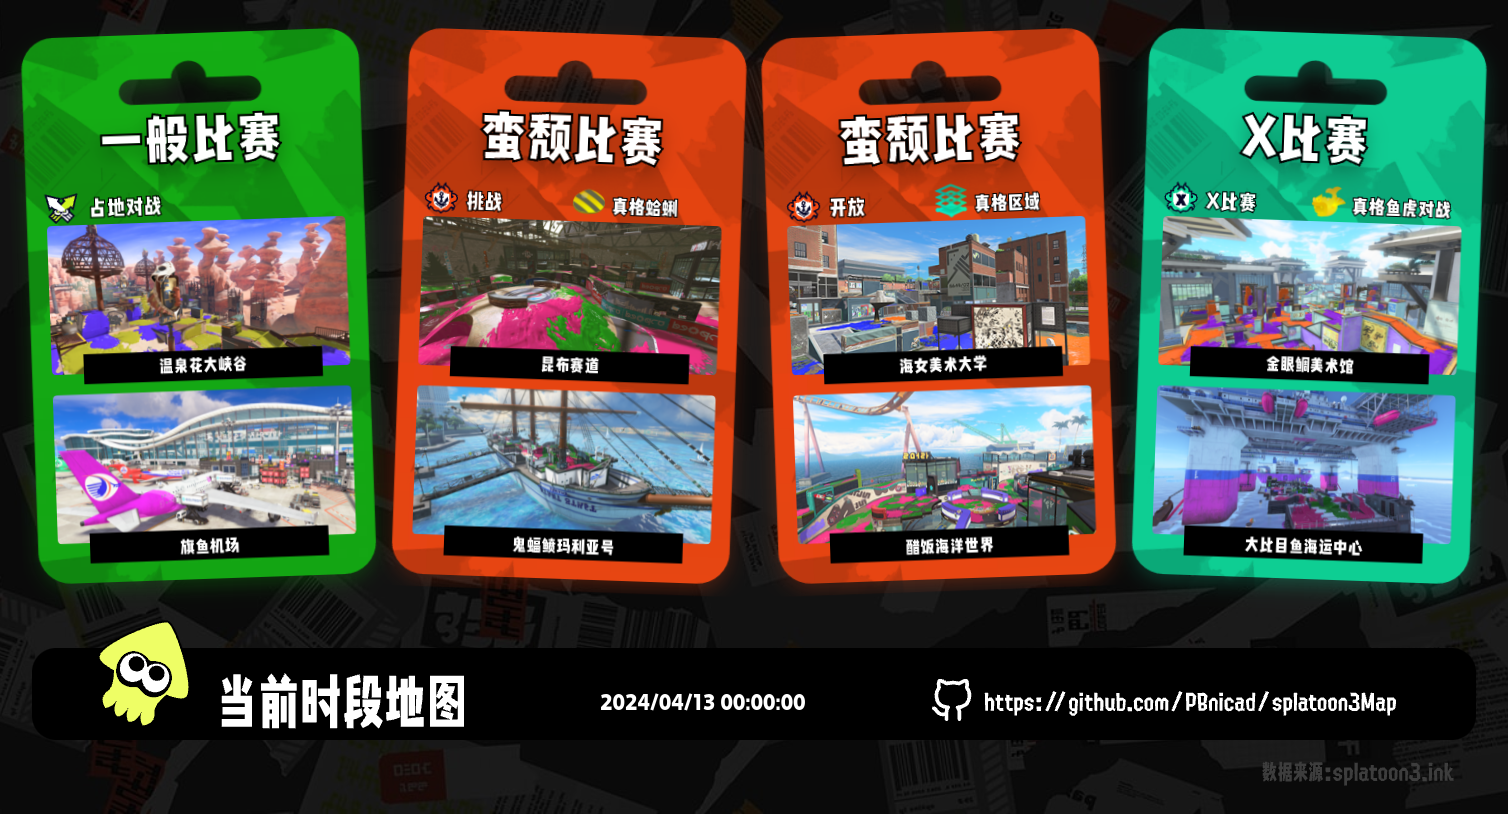 一般比赛
占地对战
温泉花大峡谷
旗鱼机场
蛮颓比赛
挑战
真格蛤蜊
昆布赛道
鬼蝠鲼玛利亚号
蛮颓比赛
开放
真格区域
海女美术大学
醋饭海洋世界
X比赛
X比赛
真格鱼虎对战
金眼鲷美术馆
大比目鱼海运中心
当前时段地图
2024/04/13 00:00:00
https://github.com/PBnicad/splatoon3Map
数据来源:splatoon3.ink